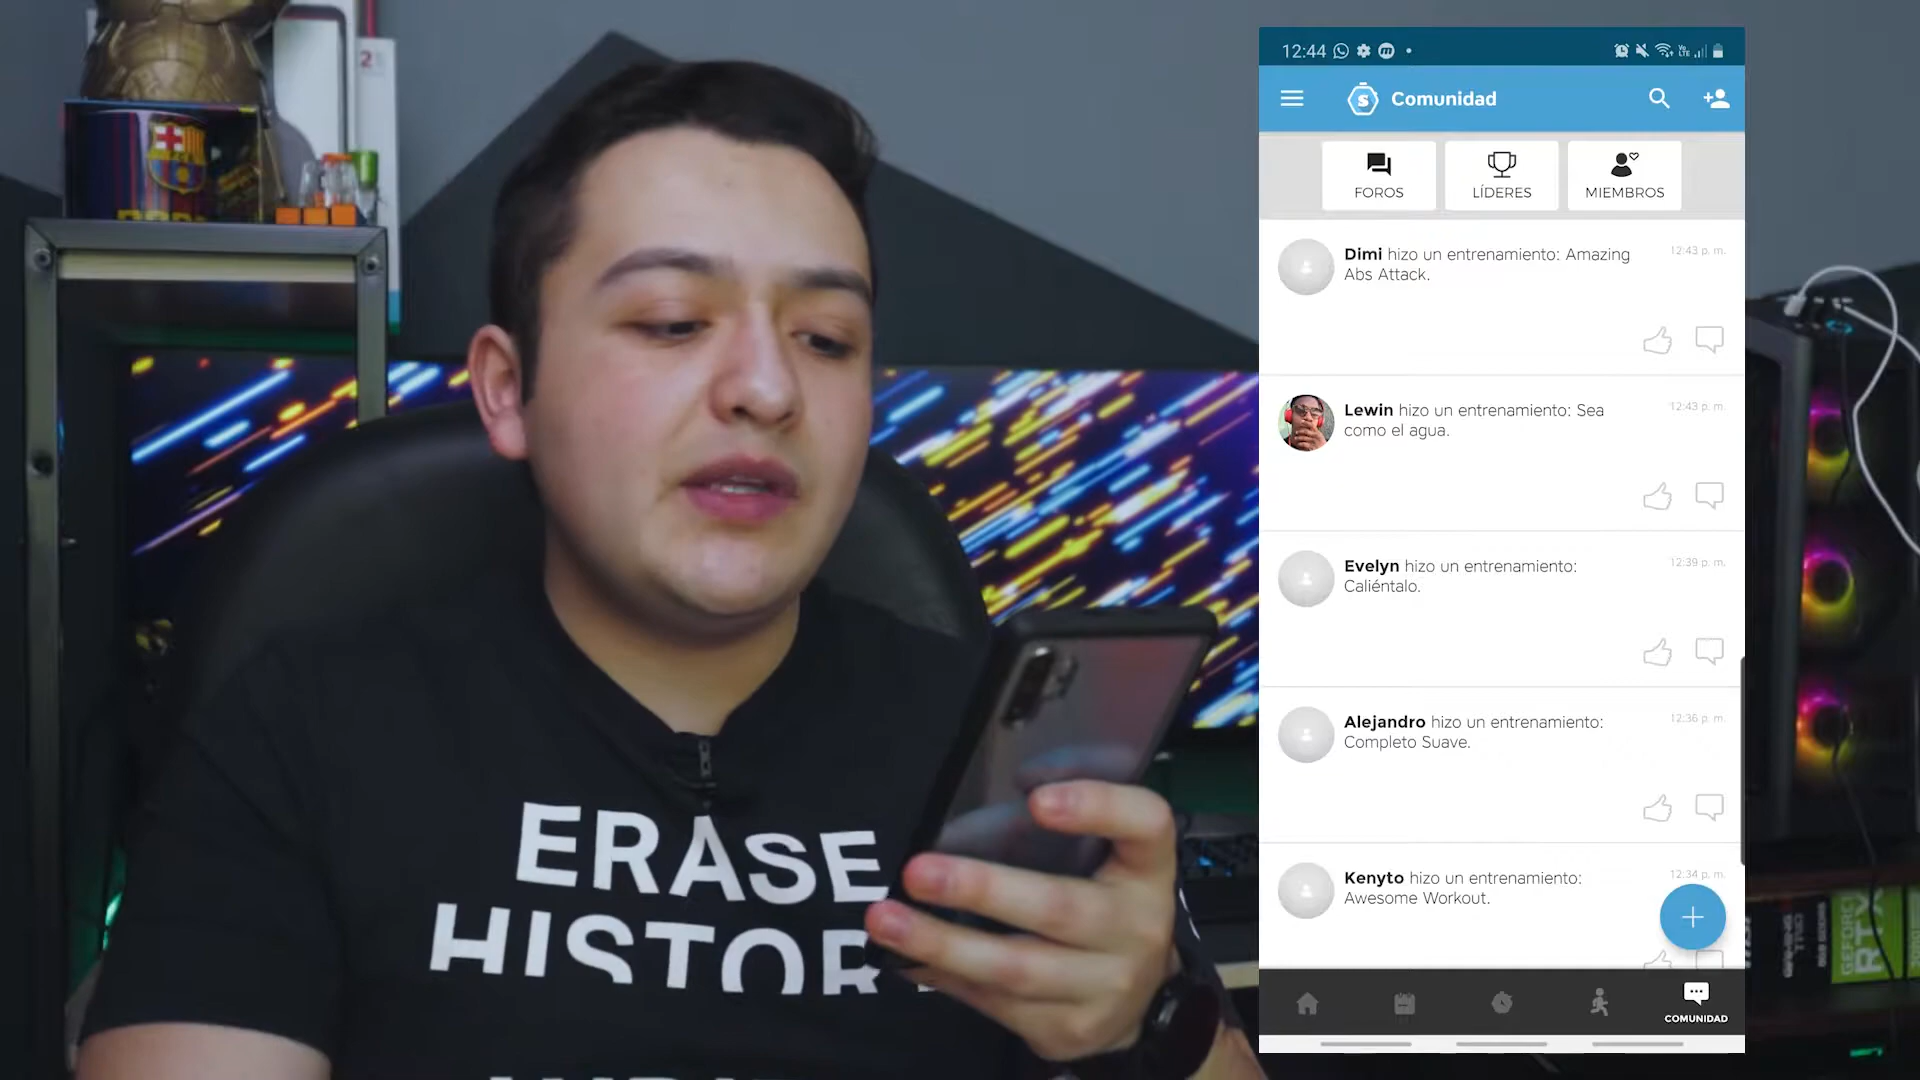 12:44
Comunidad
FOROS
LÍDERES
MIEMBROS
Dimi hizo un entrenamiento: Amazing
Abs Attack.
12:43 p. m.
Lewin hizo un entrenamiento: Sea
como el agua.
12:43 p. m.
Evelyn hizo un entrenamiento:
Caliéntalo.
12:39 p. m.
Alejandro hizo un entrenamiento:
Completo Suave.
12:36 p. m.
Kenyto hizo un entrenamiento:
Awesome Workout.
12:34 p. m.
COMUNIDAD
ERASE
HISTOR
GEFORCE
RTX